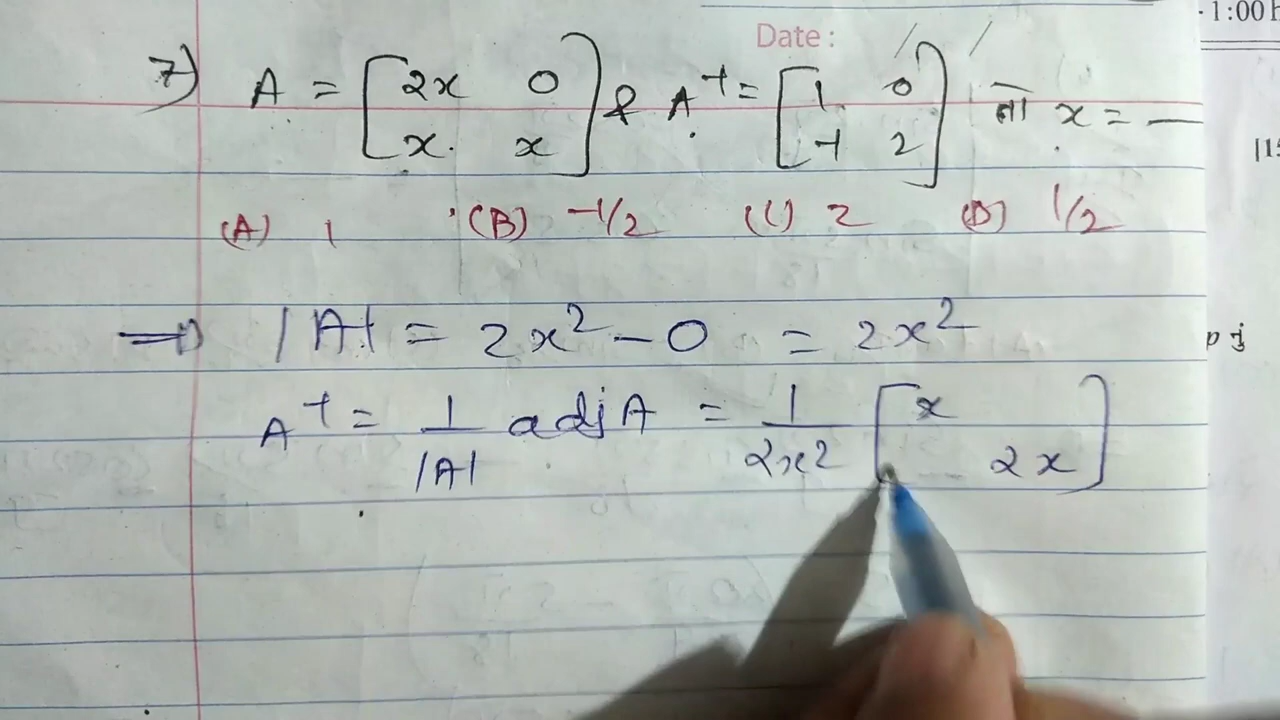 Date:
· 1:00 h
7) A = [2x 0 x x] & A⁻¹ = [1 0 -1 2] तो x = —
(A) 1 (B) -1/2 (C) 2 (D) 1/2
⇒ |A| = 2x² - 0 = 2x²
A⁻¹ = 1/|A| adj A = 1/2x² [x 2x]